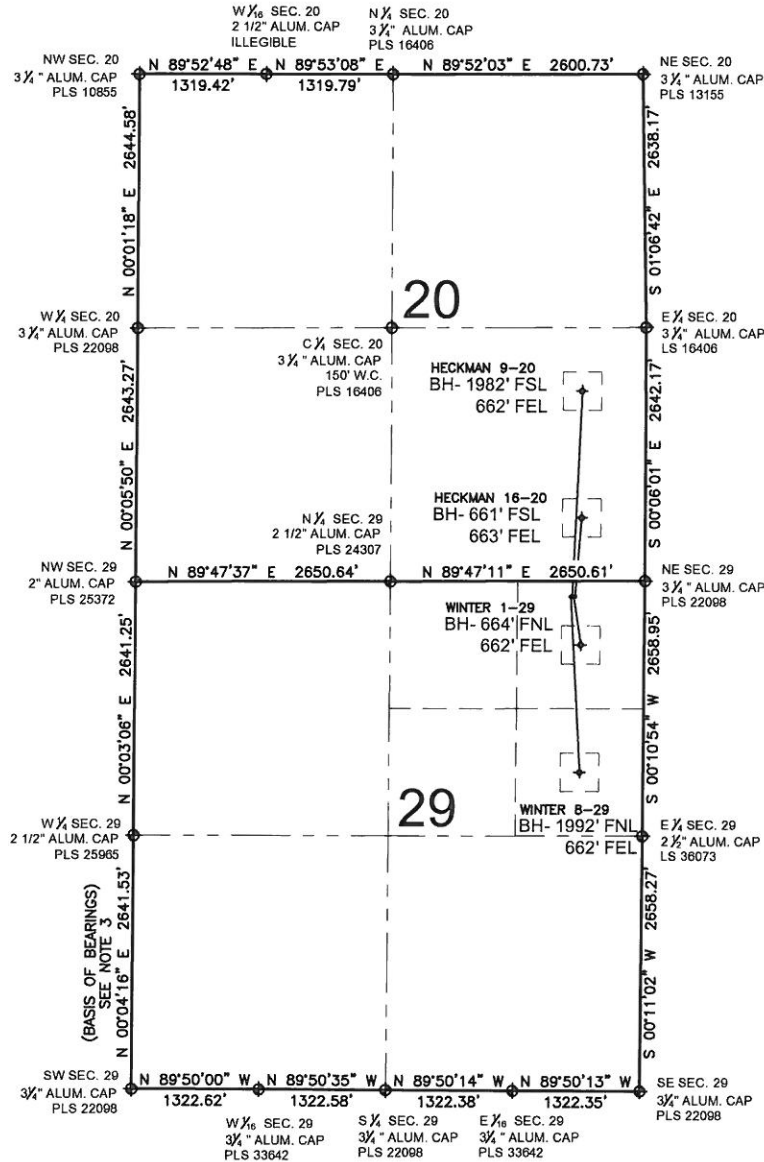 W 1/16 SEC. 20
2 1/2" ALUM. CAP
ILLEGIBLE
N 1/4 SEC. 20
3 1/4" ALUM. CAP
PLS 16406
NW SEC. 20
3 1/4" ALUM. CAP
PLS 10855
N 89°52'48" E
1319.42'
N 89°53'08" E
1319.79'
N 89°52'03" E 2600.73'
NE SEC. 20
3 1/4" ALUM. CAP
PLS 13155
N 00°01'18" E 2644.58'
S 01°06'42" E 2638.17'
20
W 1/4 SEC. 20
3 1/4" ALUM. CAP
PLS 22098
C 1/4 SEC. 20
3 1/4" ALUM. CAP
150' W.C.
PLS 16406
E 1/4 SEC. 20
3 1/4" ALUM. CAP
LS 16406
HECKMAN 9-20
BH- 1982' FSL
662' FEL
N 00°05'50" E 2643.27'
S 00°06'01" E 2642.17'
HECKMAN 16-20
BH- 661' FSL
663' FEL
N 1/4 SEC. 29
2 1/2" ALUM. CAP
PLS 24307
NW SEC. 29
2" ALUM. CAP
PLS 25372
N 89°47'37" E 2650.64'
N 89°47'11" E 2650.61'
NE SEC. 29
3 1/4" ALUM. CAP
PLS 22098
WINTER 1-29
BH- 664' FNL
662' FEL
N 00°03'06" E 2641.25'
S 00°10'54" W 2658.95'
29
WINTER 8-29
BH- 1992' FNL
662' FEL
W 1/4 SEC. 29
2 1/2" ALUM. CAP
PLS 25965
E 1/4 SEC. 29
2 1/2" ALUM. CAP
LS 36073
(BASIS OF BEARINGS)
SEE NOTE 3
N 00°04'16" E 2641.53'
S 00°11'02" W 2658.27'
SW SEC. 29
3 1/4" ALUM. CAP
PLS 22098
N 89°50'00" W
1322.62'
N 89°50'35" W
1322.58'
N 89°50'14" W
1322.38'
N 89°50'13" W
1322.35'
SE SEC. 29
3 1/4" ALUM. CAP
PLS 22098
W 1/16 SEC. 29
3 1/4" ALUM. CAP
PLS 33642
S 1/4 SEC. 29
3 1/4" ALUM. CAP
PLS 22098
E 1/16 SEC. 29
3 1/4" ALUM. CAP
PLS 33642